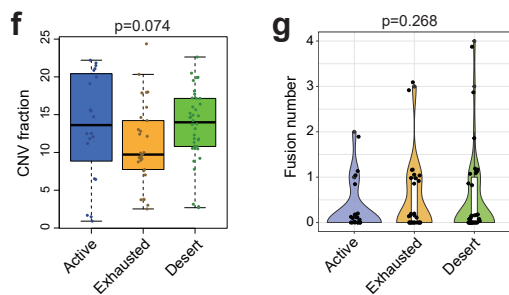 f
p=0.074
CNV fraction
25
20
15
10
5
0
Active
Exhausted
Desert
g
p=0.268
Fusion number
4
3
2
1
0
Active
Exhausted
Desert